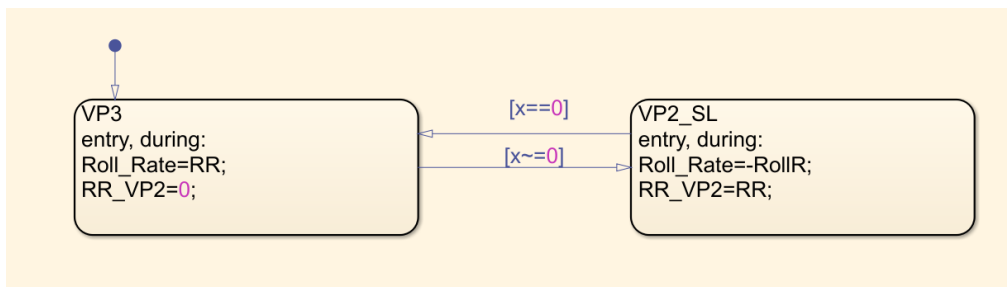 VP3
entry, during:
Roll_Rate=RR;
RR_VP2=0;
[x==0]
[x~=0]
VP2_SL
entry, during:
Roll_Rate=-RollR;
RR_VP2=RR;